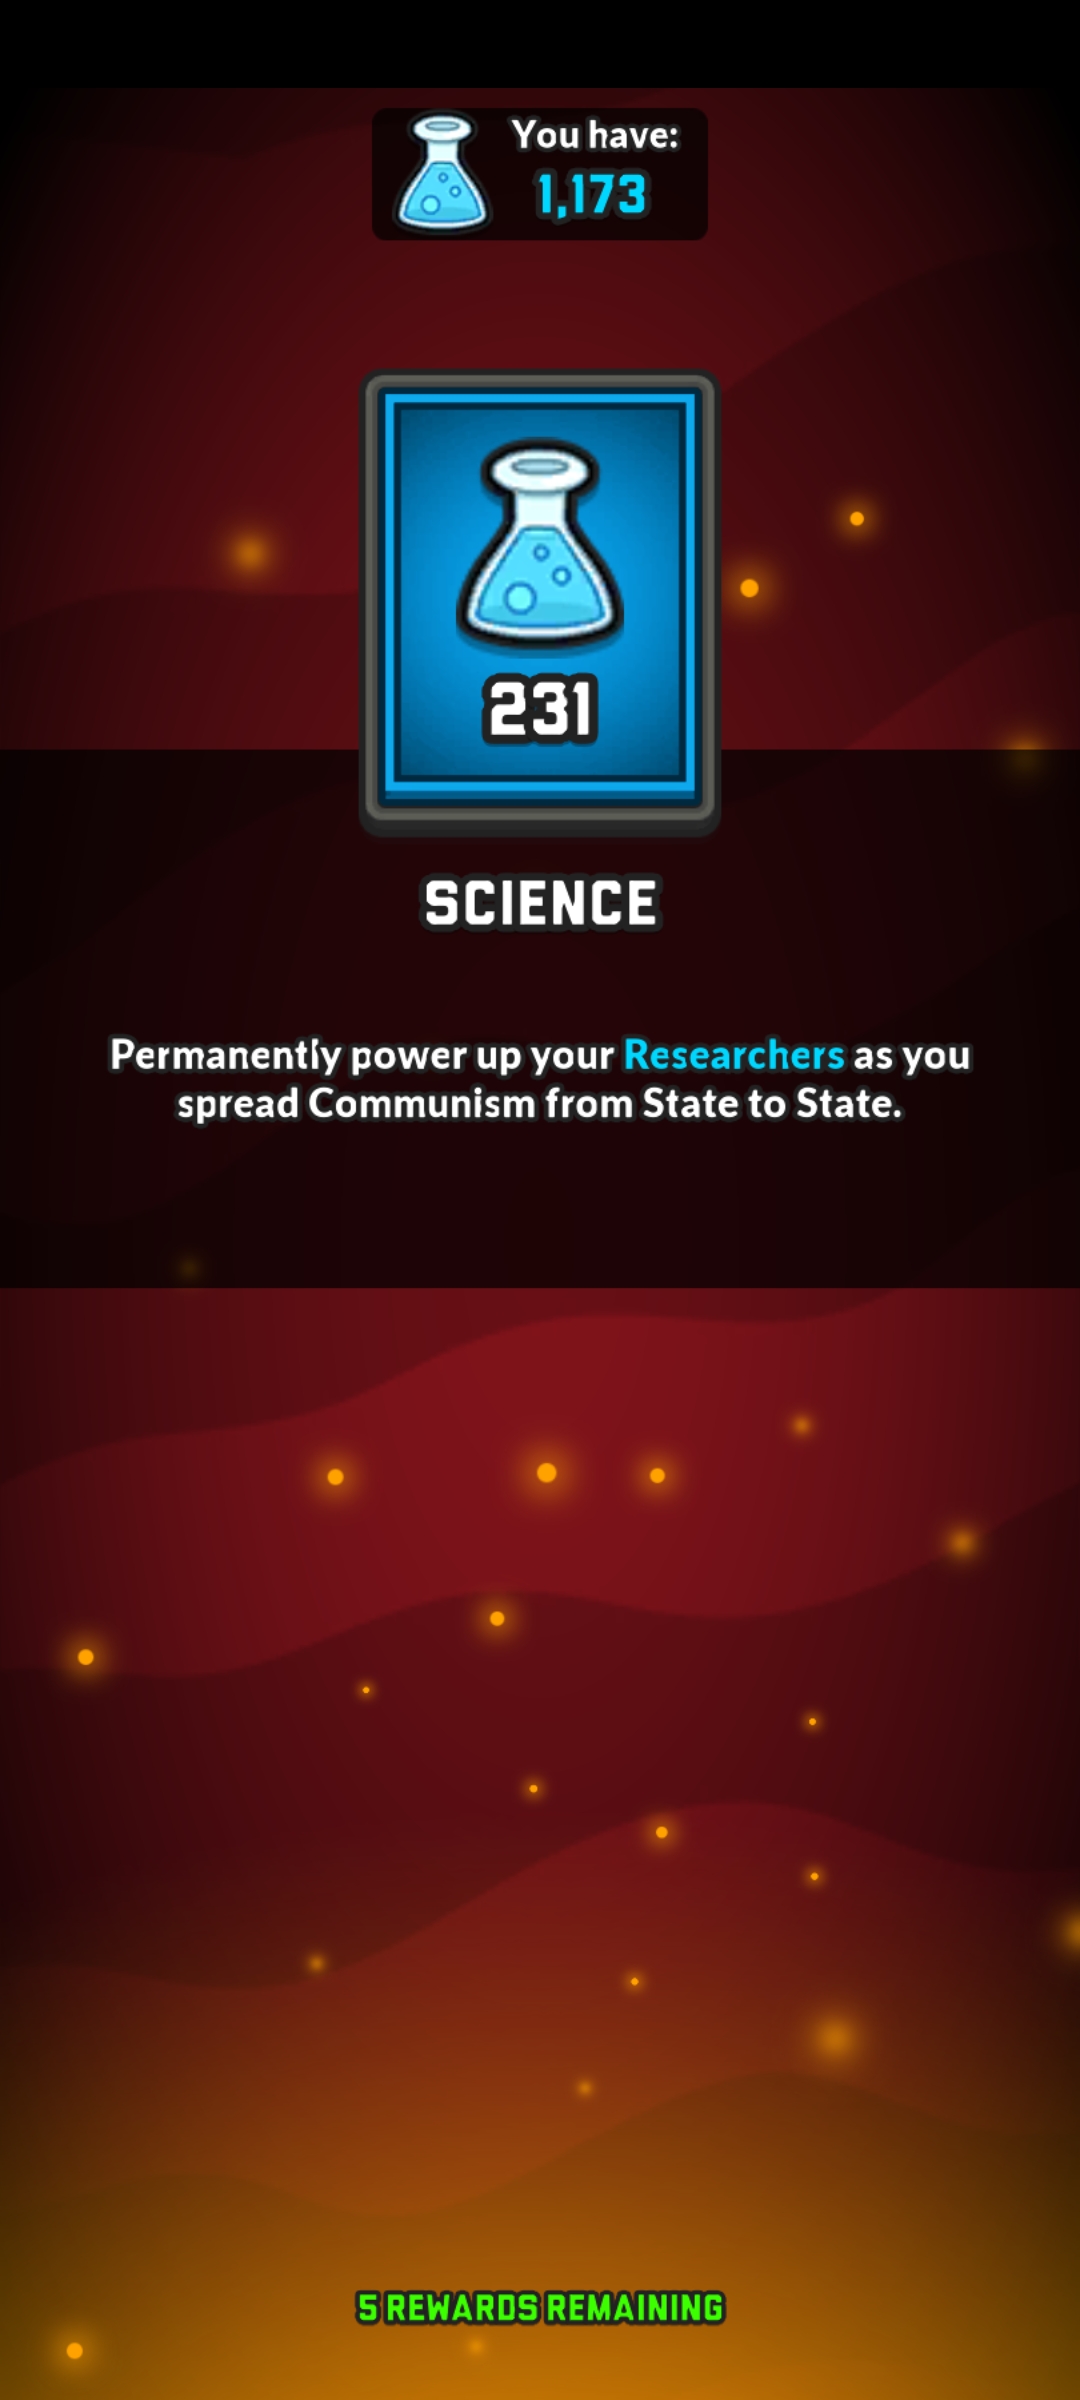 You have:
1,173
231
SCIENCE
Permanently power up your Researchers as you
spread Communism from State to State.
5 REWARDS REMAINING